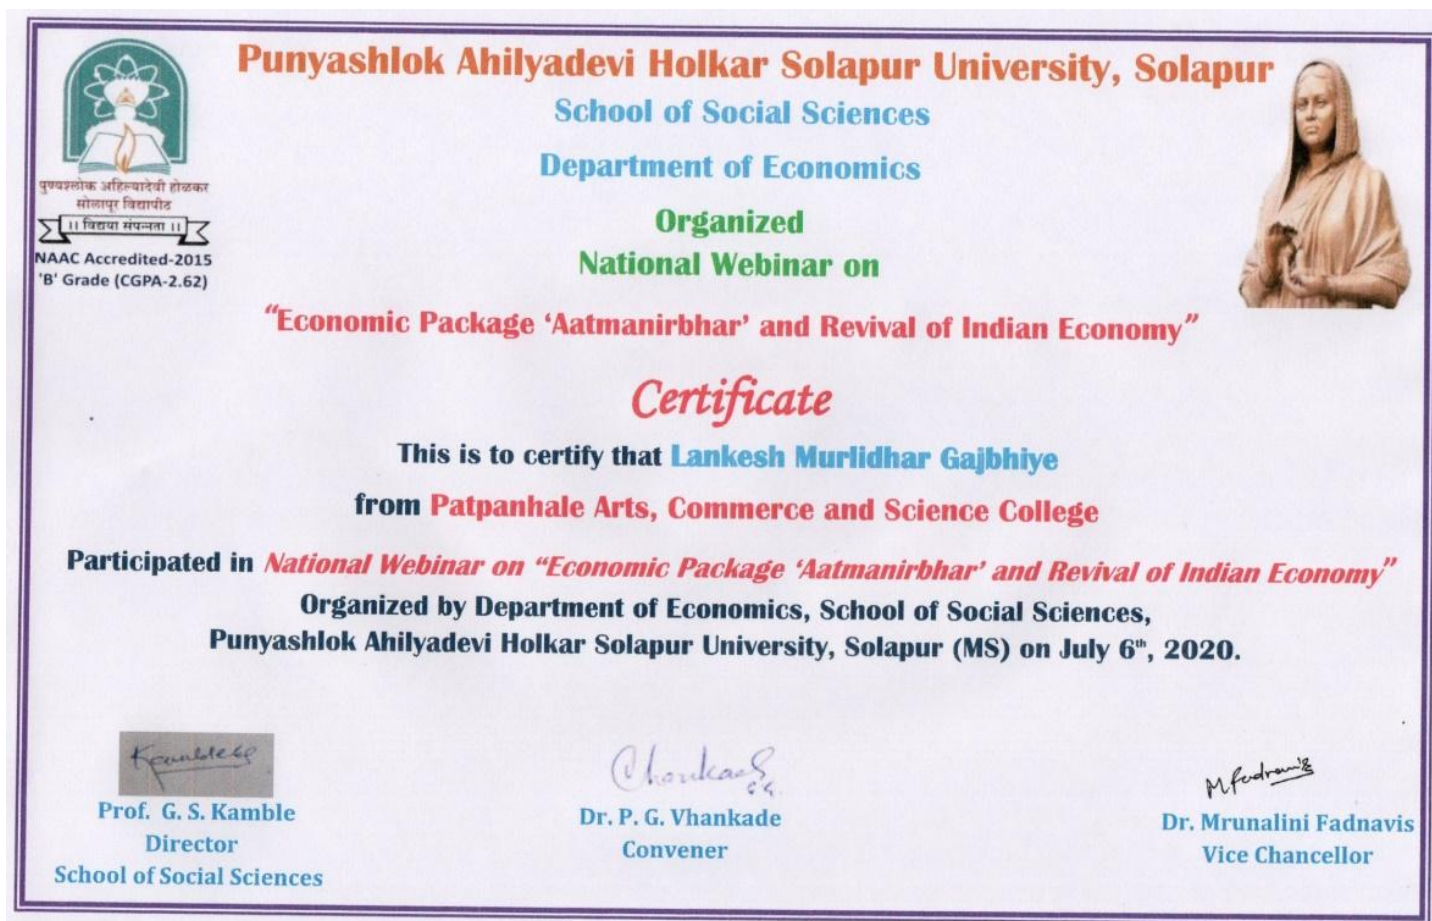 Punyashlok Ahilyadevi Holkar Solapur University, Solapur
School of Social Sciences
Department of Economics
Organized
National Webinar on
पुण्यश्लोक अहिल्यादेवी होळकर
सोलापूर विद्यापीठ
।। विद्यया संपन्नता ।।
NAAC Accredited-2015
'B' Grade (CGPA-2.62)
"Economic Package ‘Aatmanirbhar’ and Revival of Indian Economy"
Certificate
This is to certify that Lankesh Murlidhar Gajbhiye
from Patpanhale Arts, Commerce and Science College
Participated in National Webinar on “Economic Package ‘Aatmanirbhar’ and Revival of Indian Economy”
Organized by Department of Economics, School of Social Sciences,
Punyashlok Ahilyadevi Holkar Solapur University, Solapur (MS) on July 6th, 2020.
Prof. G. S. Kamble
Director
School of Social Sciences
Dr. P. G. Vhankade
Convener
MFadnavis
Dr. Mrunalini Fadnavis
Vice Chancellor